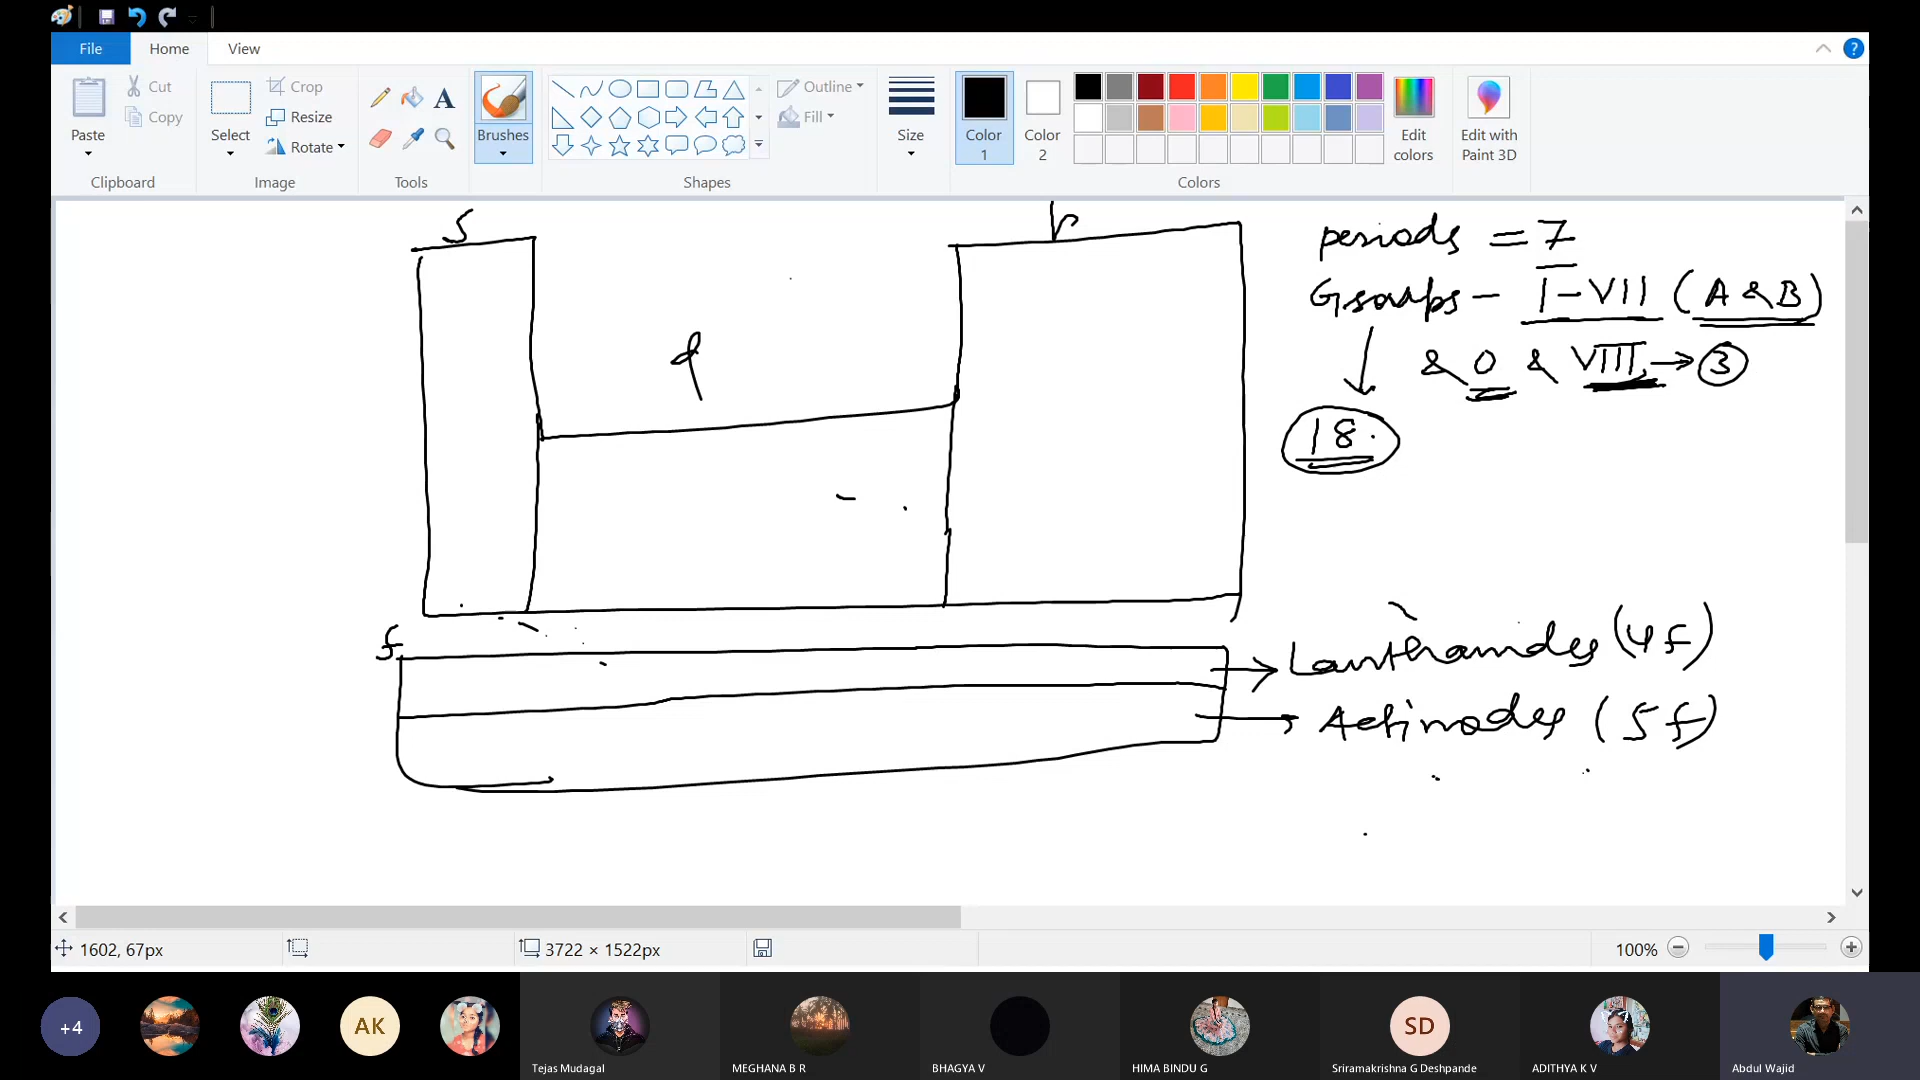 File Home View
Paste Cut Copy Clipboard
Select Crop Resize Rotate Image
Tools
Brushes
Outline Fill Shapes
Size
Color 1 Color 2 Edit colors Colors
Edit with Paint 3D
S
p
d
f
periods = 7
Groups - I-VII (A & B)
& 0 & VIII → 3
18
Lanthanides (4f)
Actinodes (5f)
1602, 67px
3722 × 1522px
100%
+4
AK
Tejas Mudagal
MEGHANA B R
BHAGYA V
HIMA BINDU G
SD
Sriramakrishna G Deshpande
ADITHYA K V
Abdul Wajid